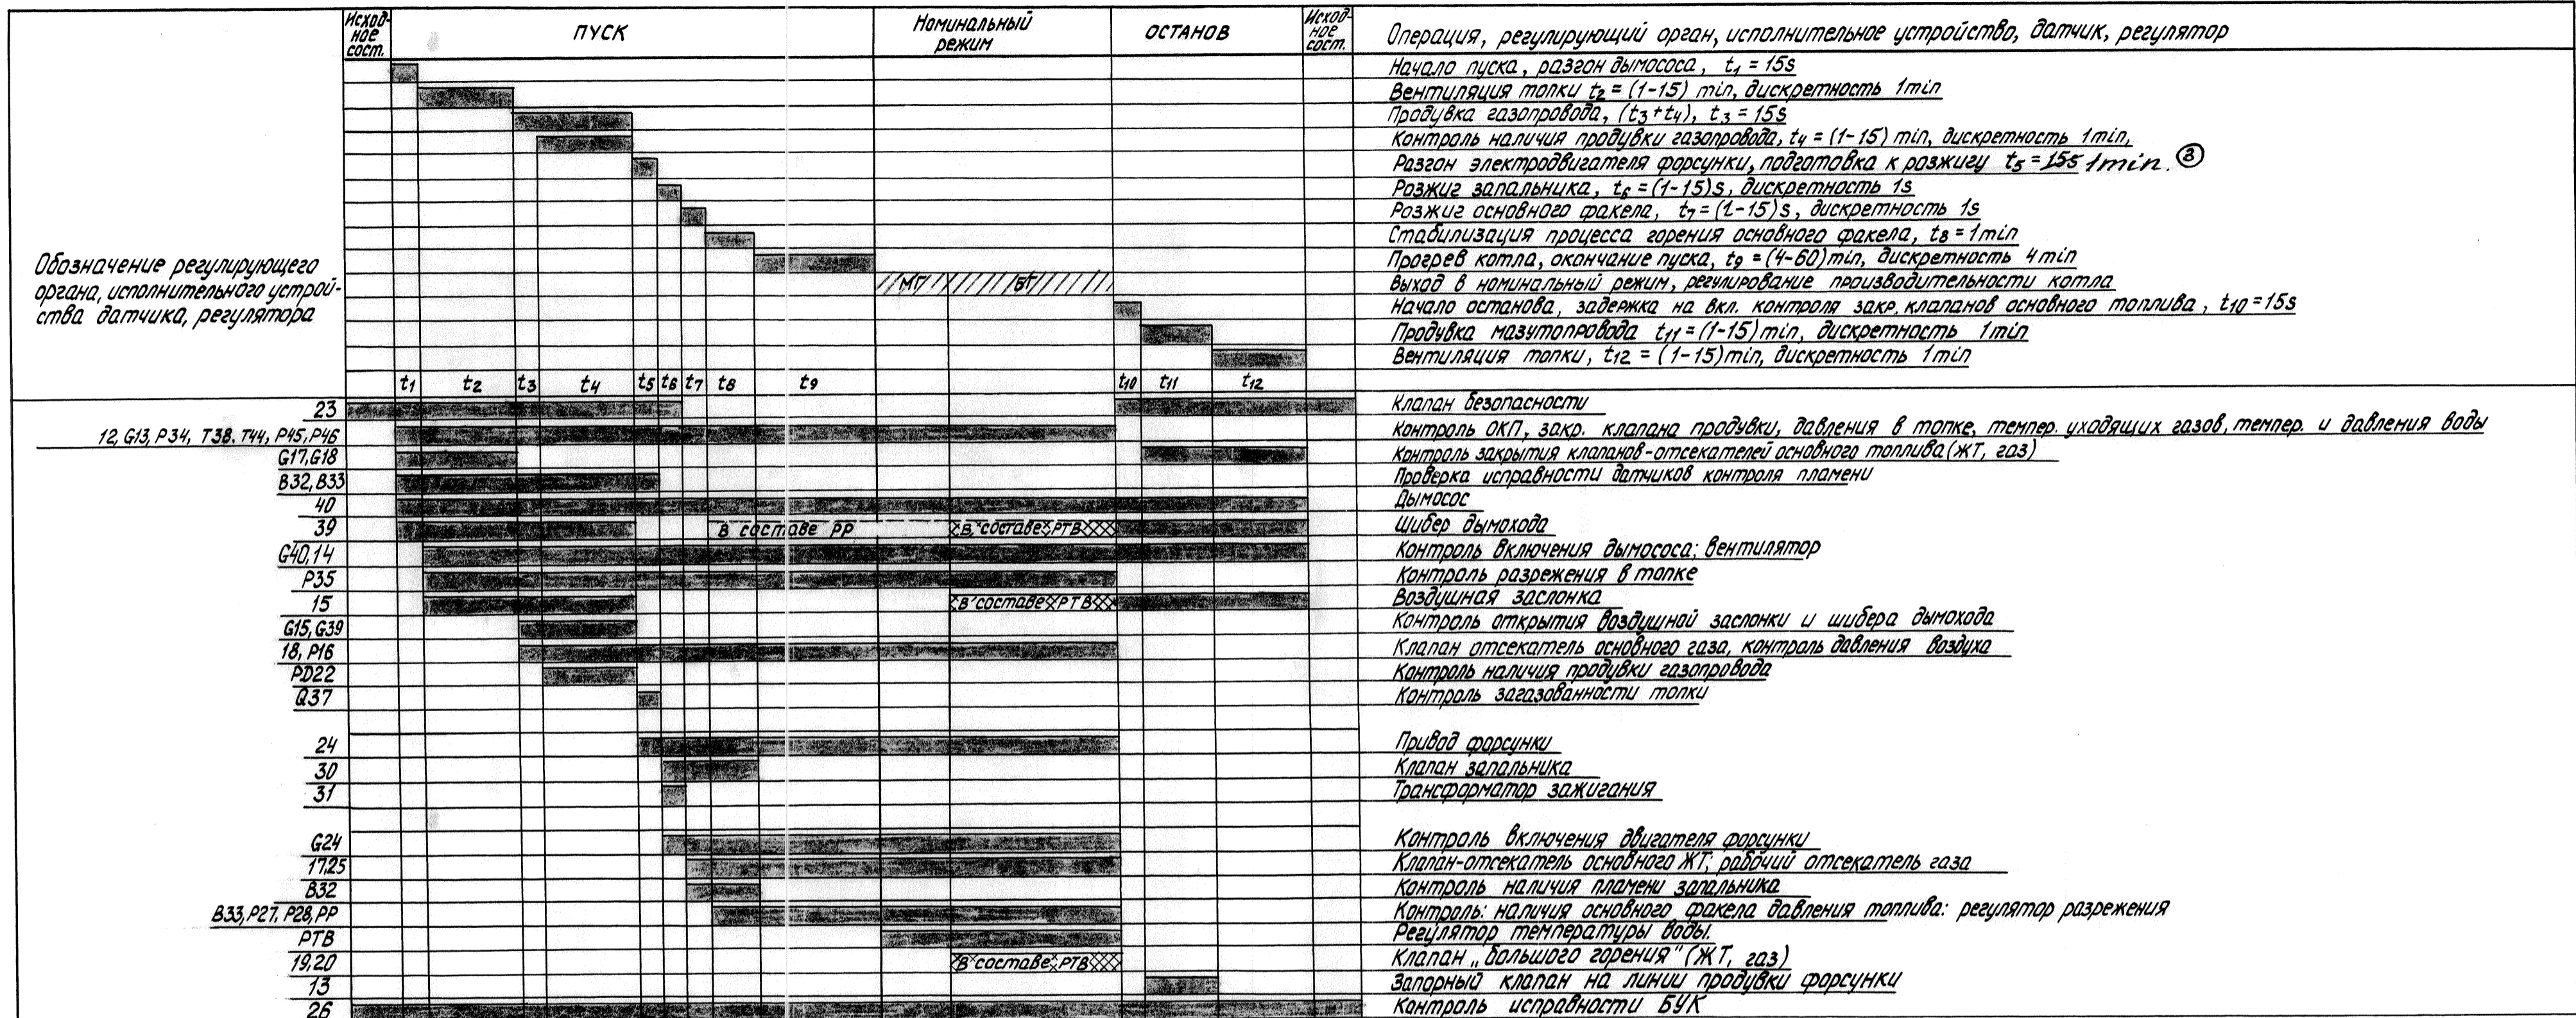 Исход-
ное
сост.
ПУСК
Номинальный
режим
ОСТАНОВ
Исход-
ное
сост.
Операция, регулирующий орган, исполнительное устройство, датчик, регулятор
Начало пуска, разгон дымососа, t1 = 15s
Вентиляция топки t2 = (1-15) min, дискретность 1min
Продувка газопровода, (t3+t4), t3 = 15s
Контроль наличия продувки газопровода, t4 = (1-15) min, дискретность 1min,
Разгон электродвигателя форсунки, подготовка к розжигу t5 = 15s 1min. ③
Розжиг запальника, t6 = (1-15)s, дискретность 1s
Розжиг основного факела, t7 = (1-15)s, дискретность 1s
Стабилизация процесса горения основного факела, t8 = 1min
Прогрев котла, окончание пуска, t9 = (4-60)min, дискретность 4min
МГ БГ
Выход в номинальный режим, регулирование производительности котла
Начало останова, задержка на вкл. контроля закр. клапанов основного топлива, t10 = 15s
Продувка мазутопровода t11 = (1-15)min, дискретность 1min
Вентиляция топки, t12 = (1-15)min, дискретность 1min
Обозначение регулирующего
органа, исполнительного устрой-
ства датчика, регулятора
t1 t2 t3 t4 t5 t6 t7 t8 t9 t10 t11 t12
23 Клапан безопасности
12, G13, P34, T38, T44, P45, P46 Контроль ОКП, закр. клапана продувки, давления в топке, темпер. уходящих газов, темпер. и давления воды
G17, G18 Контроль закрытия клапанов-отсекателей основного топлива (ЖТ, газ)
B32, B33 Проверка исправности датчиков контроля пламени
40 Дымосос
39 в составе РР в составе РТВ Шибер дымохода
G40, 14 Контроль включения дымососа; вентилятор
P35 Контроль разрежения в топке
15 в составе РТВ Воздушная заслонка
G15, G39 Контроль открытия воздушной заслонки и шибера дымохода
18, P16 Клапан отсекатель основного газа, контроль давления воздуха
PD22 Контроль наличия продувки газопровода
Q37 Контроль загазованности топки
24 Привод форсунки
30 Клапан запальника
31 Трансформатор зажигания
G24 Контроль включения двигателя форсунки
17,25 Клапан-отсекатель основного ЖТ; рабочий отсекатель газа
B32 Контроль наличия пламени запальника
B33, P27, P28, PP Контроль: наличия основного факела давления топлива: регулятор разрежения
РТВ Регулятор температуры воды.
19,20 в составе РТВ Клапан „большого горения" (ЖТ, газ)
13 Запорный клапан на линии продувки форсунки
26 Контроль исправности БУК